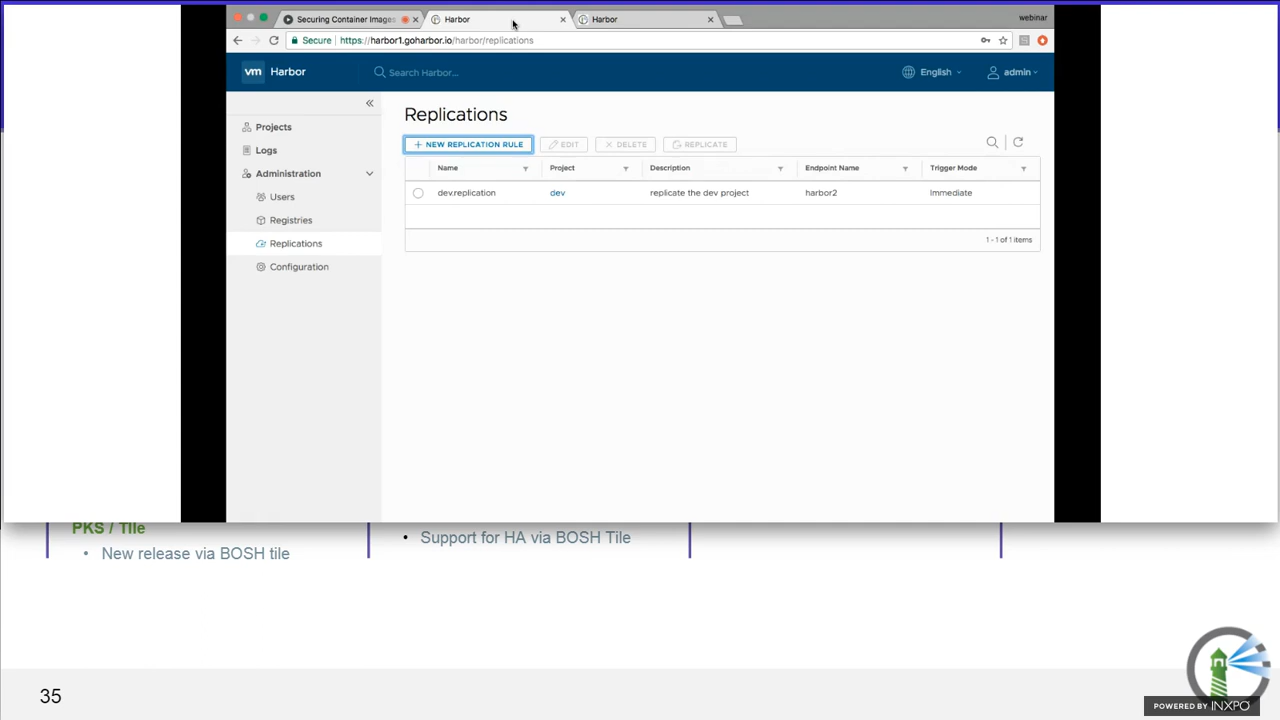 Securing Container Images
Harbor
Harbor
webinar
Secure
https://harbor1.goharbor.io/harbor/replications
vm Harbor
Search Harbor...
English
admin
Projects
Logs
Administration
Users
Registries
Replications
Configuration
Replications
+ NEW REPLICATION RULE
EDIT
DELETE
REPLICATE
Name Project Description Endpoint Name Trigger Mode
dev.replication dev replicate the dev project harbor2 Immediate
1 - 1 of 1 items
PKS / Tile
• New release via BOSH tile
• Support for HA via BOSH Tile
35
POWERED BY INXPO